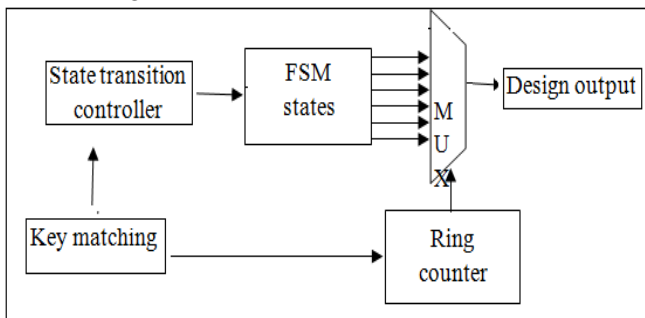 State transition
controller
FSM
states
M
U
X
Design output
Key matching
Ring
counter